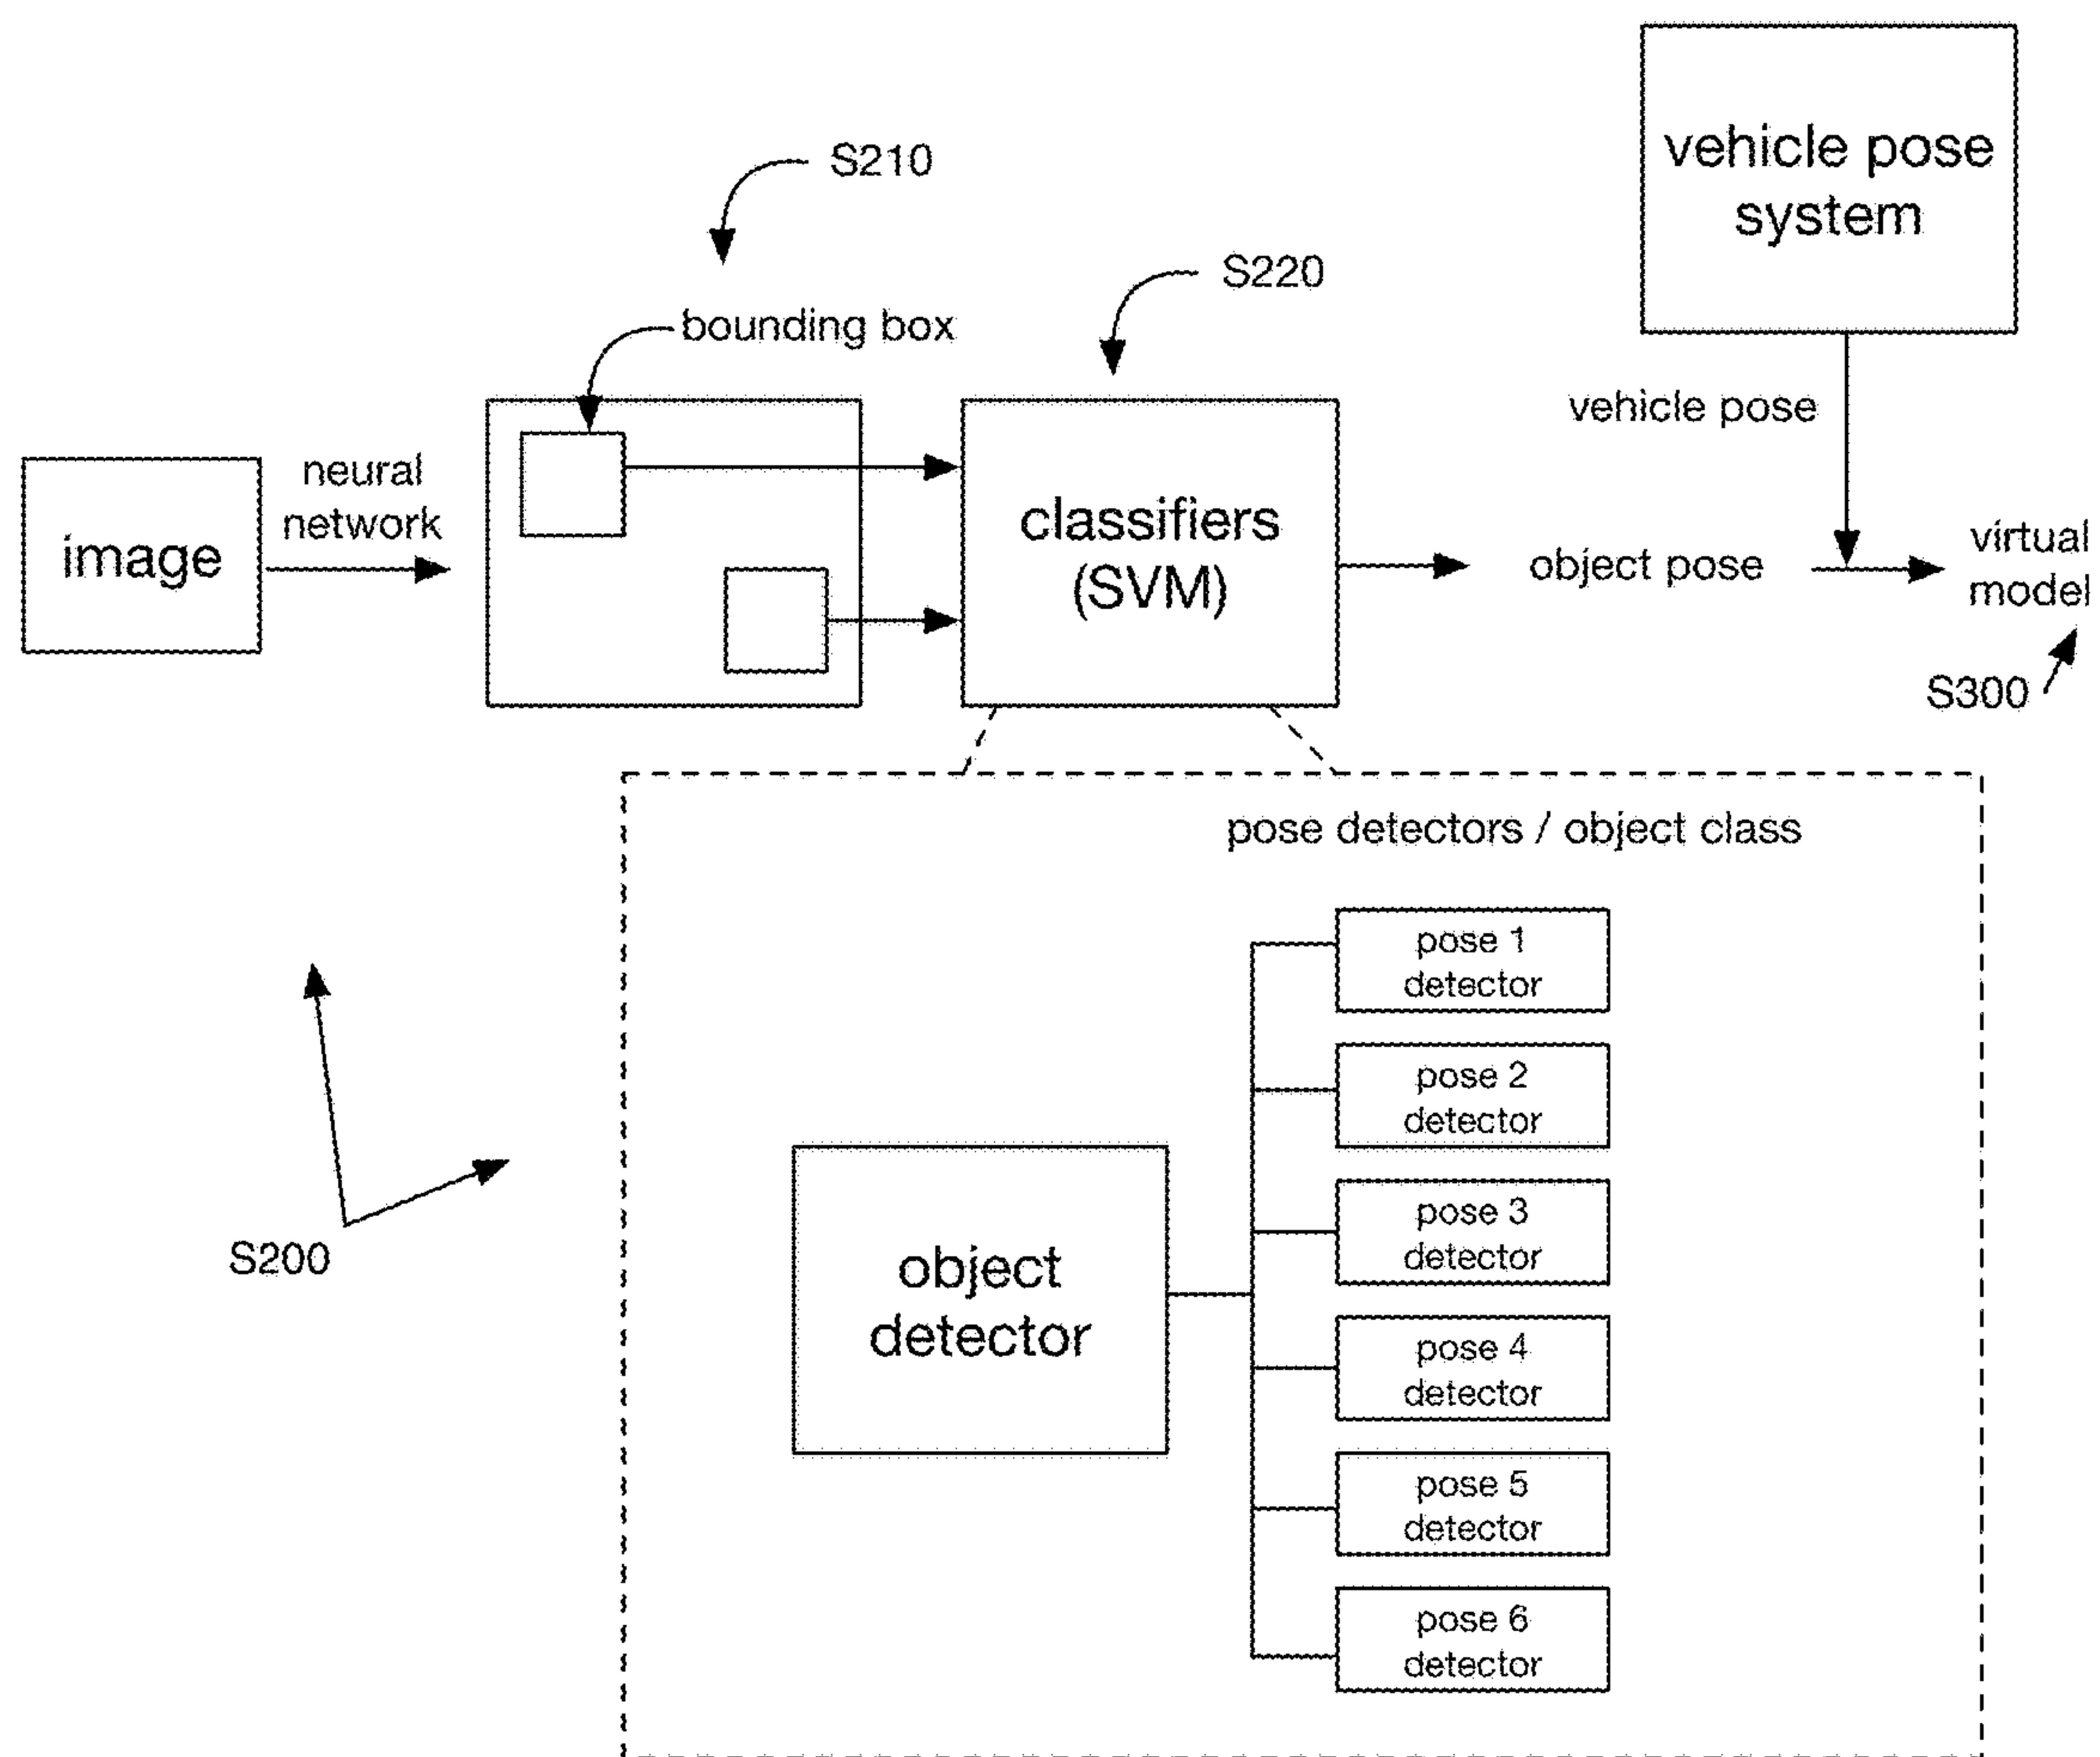 S210
vehicle pose
system
S220
bounding box
vehicle pose
neural
network
image
classifiers
(SVM)
object pose
virtual
model
S300
pose detectors / object class
pose 1
detector
pose 2
detector
pose 3
detector
object
detector
pose 4
detector
pose 5
detector
pose 6
detector
S200